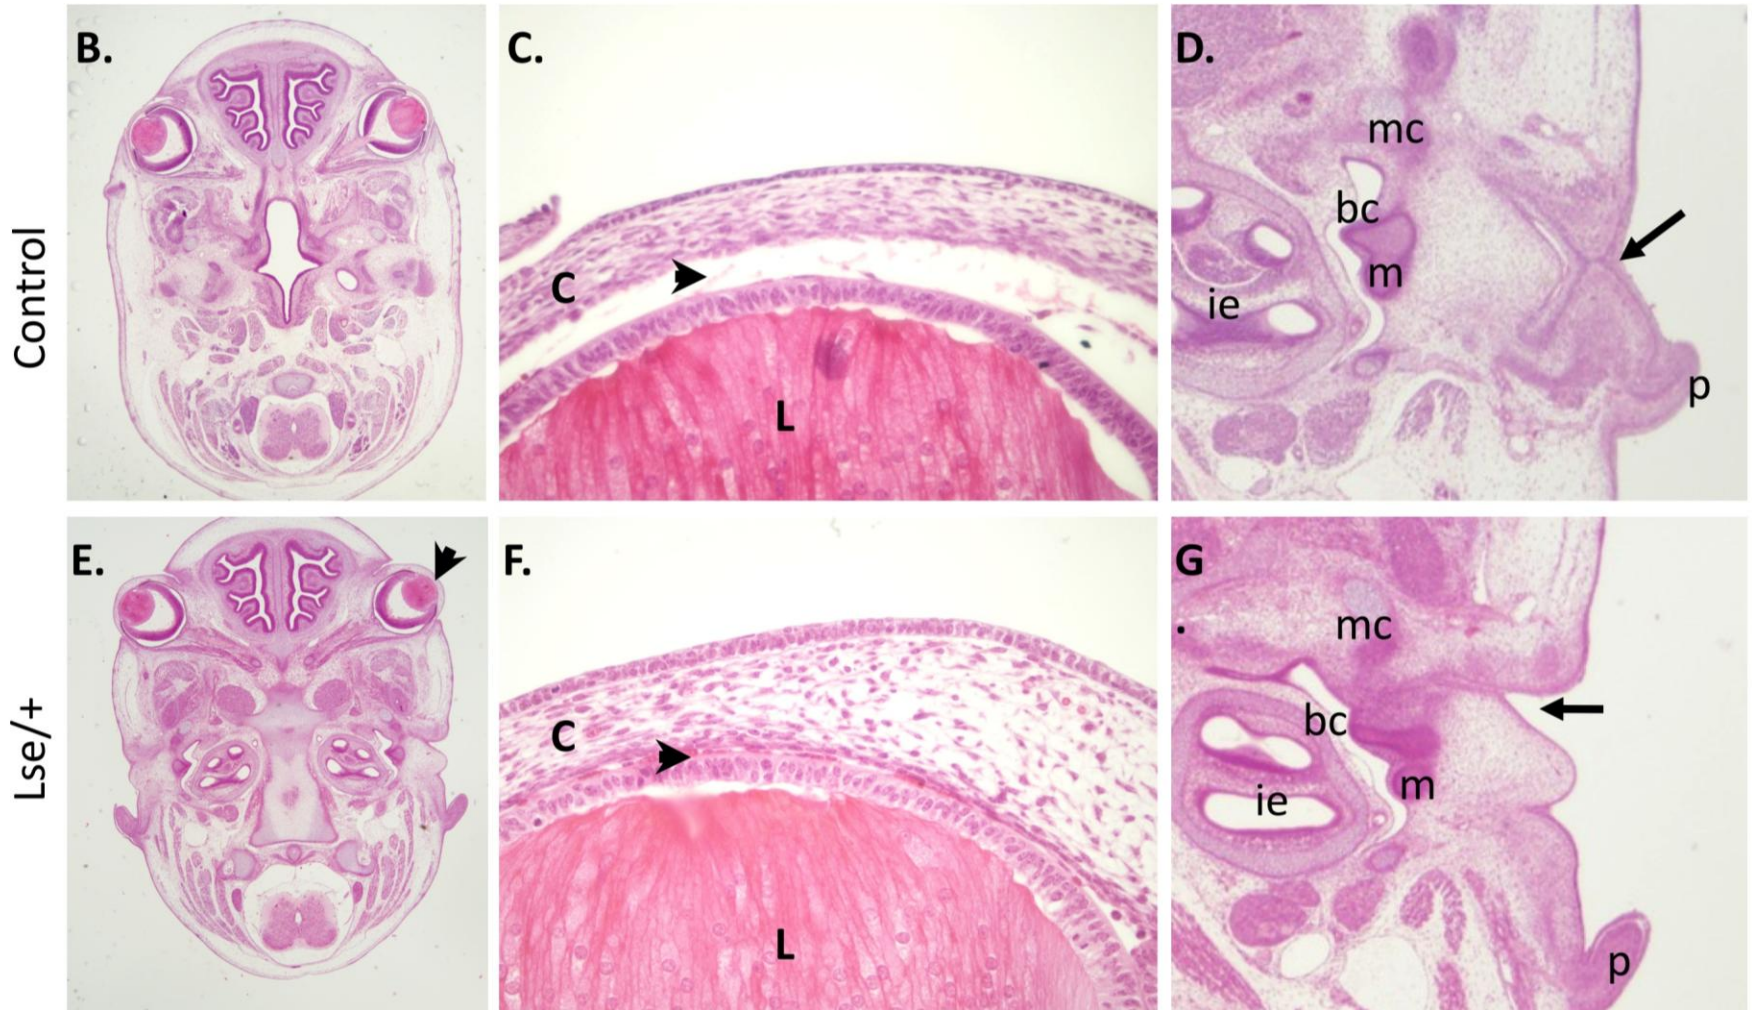 Control
B.
C.
C
L
D.
mc
bc
m
ie
p
Lse/+
E.
F.
C
L
G
.
mc
bc
m
ie
p